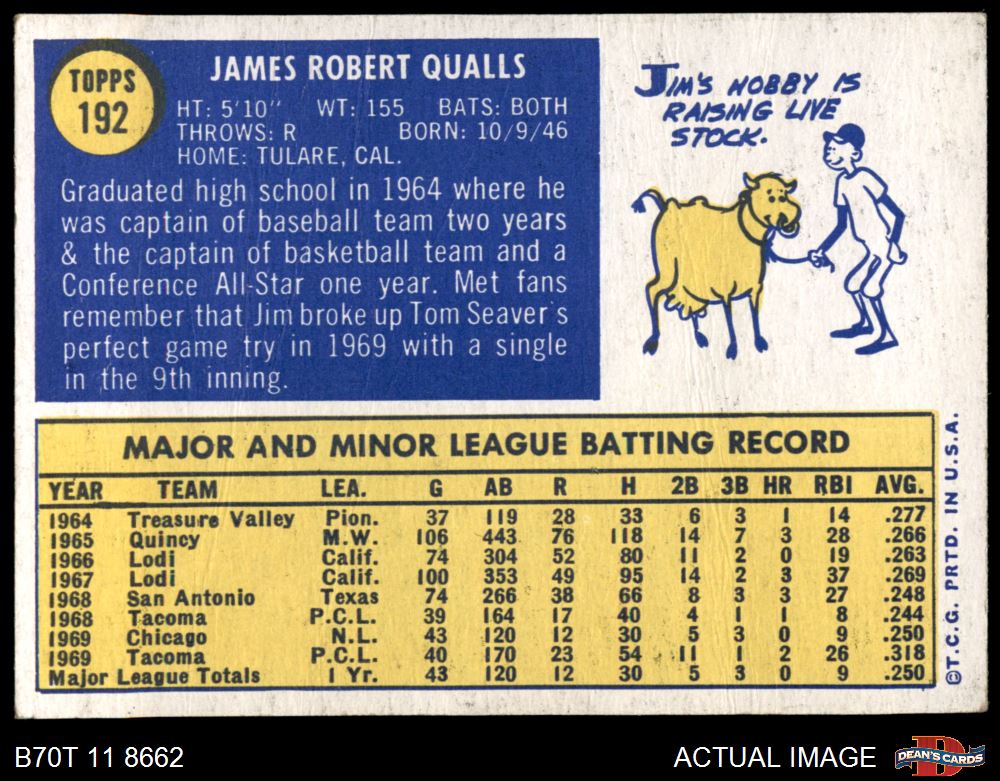 TOPPS
192
JAMES ROBERT QUALLS
HT: 5'10" WT: 155 BATS: BOTH
THROWS: R BORN: 10/9/46
HOME: TULARE, CAL.
Graduated high school in 1964 where he
was captain of baseball team two years
& the captain of basketball team and a
Conference All-Star one year. Met fans
remember that Jim broke up Tom Seaver's
perfect game try in 1969 with a single
in the 9th inning.
JIM'S HOBBY IS
RAISING LIVE
STOCK.
MAJOR AND MINOR LEAGUE BATTING RECORD
YEAR TEAM LEA. G AB R H 2B 3B HR RBI AVG.
1964 Treasure Valley Pion. 37 119 28 33 6 3 1 14 .277
1965 Quincy M.W. 106 443 76 118 14 7 3 28 .266
1966 Lodi Calif. 74 304 52 80 11 2 0 19 .263
1967 Lodi Calif. 100 353 49 95 14 2 3 37 .269
1968 San Antonio Texas 74 266 38 66 8 3 3 27 .248
1968 Tacoma P.C.L. 39 164 17 40 4 1 1 8 .244
1969 Chicago N.L. 43 120 12 30 5 3 0 9 .250
1969 Tacoma P.C.L. 40 170 23 54 11 1 2 26 .318
Major League Totals 1 Yr. 43 120 12 30 5 3 0 9 .250
©T.C.G. PRTD. IN U.S.A.
B70T 11 8662
ACTUAL IMAGE
DEAN'S CARDS